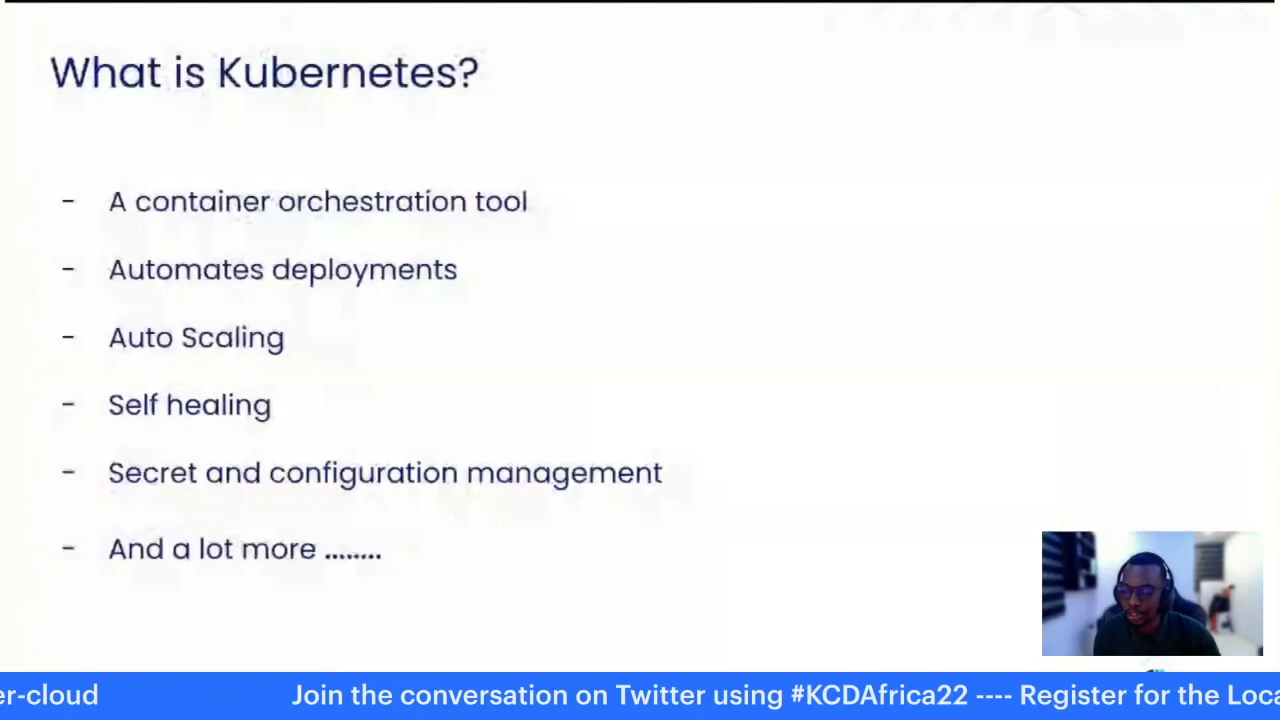 What is Kubernetes?
- A container orchestration tool
- Automates deployments
- Auto Scaling
- Self healing
- Secret and configuration management
- And a lot more ........
er-cloud Join the conversation on Twitter using #KCDAfrica22 ---- Register for the Loca